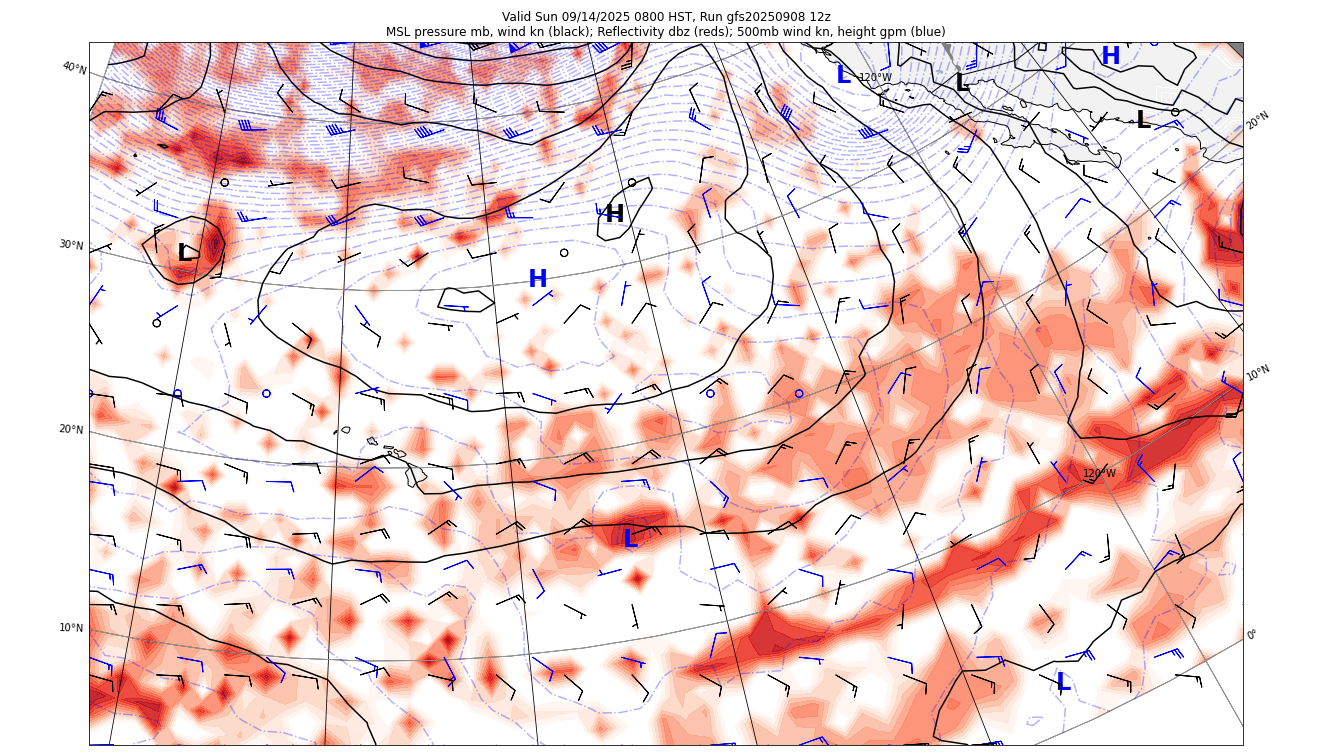 Valid Sun 09/14/2025 0800 HST, Run gfs20250908 12z
MSL pressure mb, wind kn (black); Reflectivity dbz (reds); 500mb wind kn, height gpm (blue)
40°N
L
120°W
L
H
L
20°N
H
30°N
L
H
10°N
20°N
120°W
L
10°N
0°
L